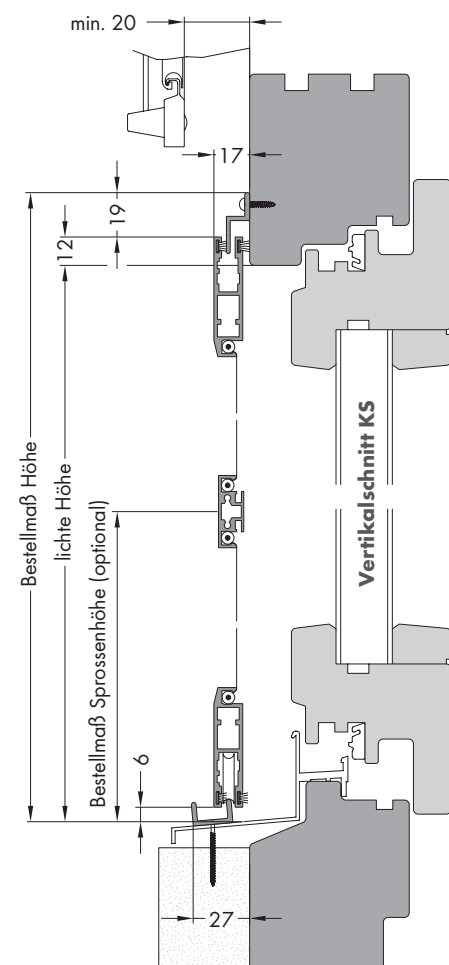 min. 20
17
19
12
Bestellmaß Höhe
lichte Höhe
Bestellmaß Sprossenhöhe (optional)
Vertikalschnitt KS
6
27